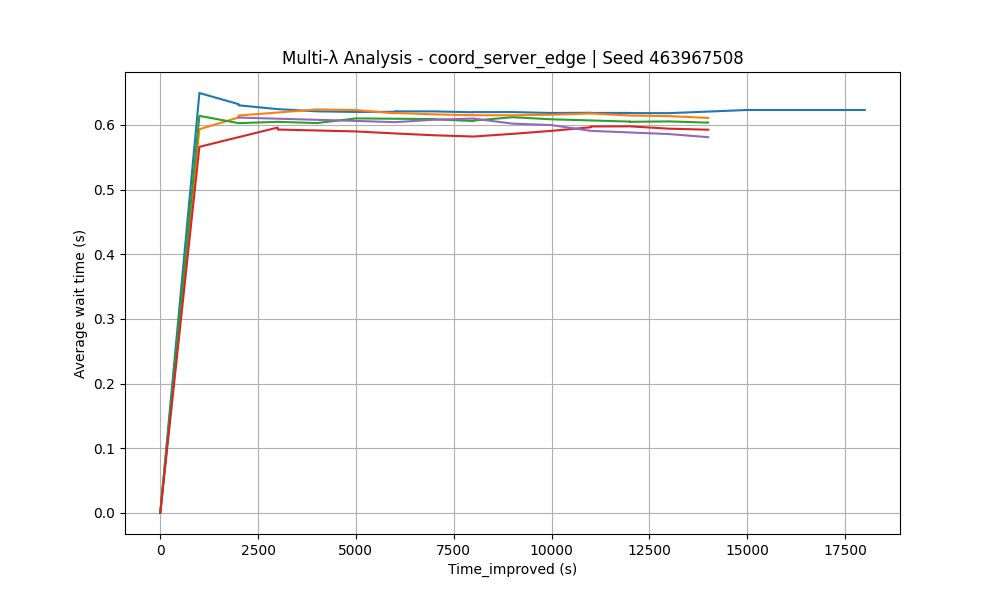 Multi-λ Analysis - coord_server_edge | Seed 463967508
Average wait time (s)
0.6
0.5
0.4
0.3
0.2
0.1
0.0
0 2500 5000 7500 10000 12500 15000 17500
Time_improved (s)